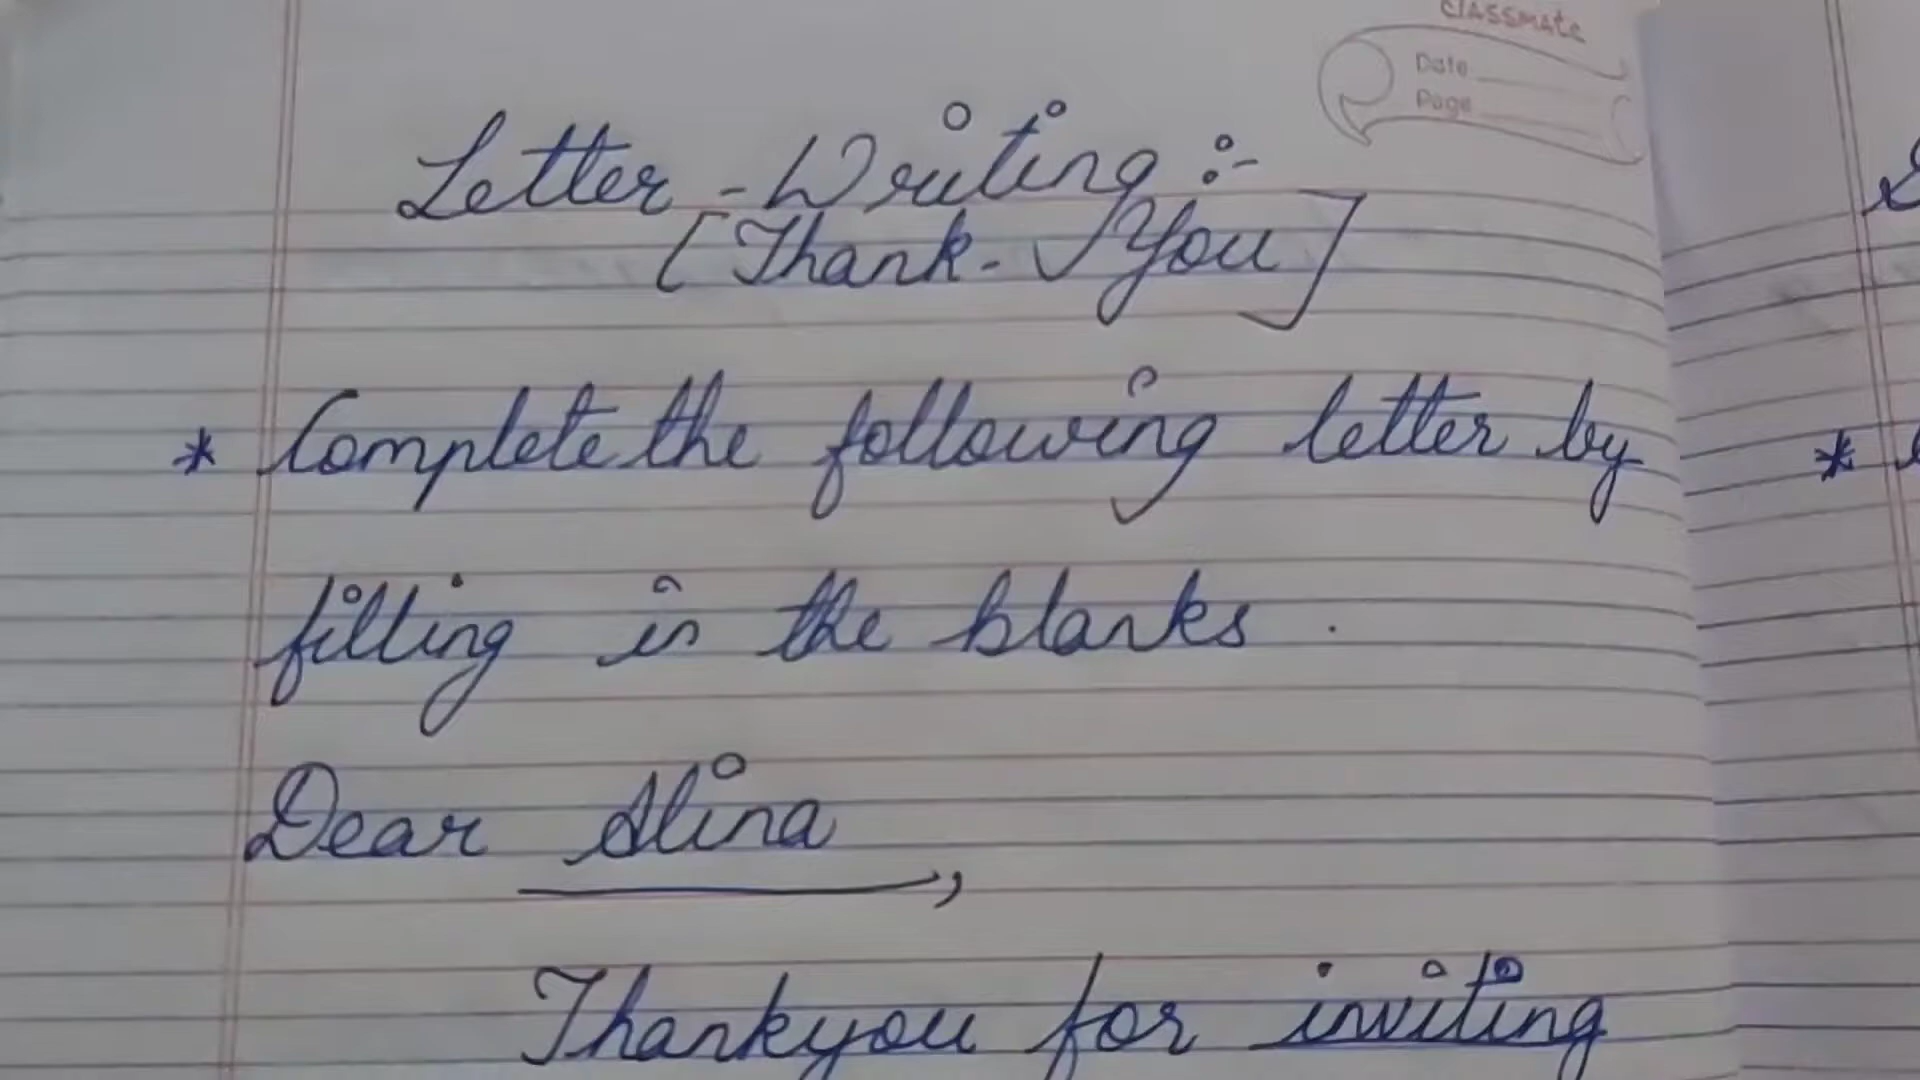 classmate
Date
Page
Letter - Writing :-
[Thank - You]
* Complete the following letter by
filling in the blanks .
Dear Alina,
Thankyou for inviting
*